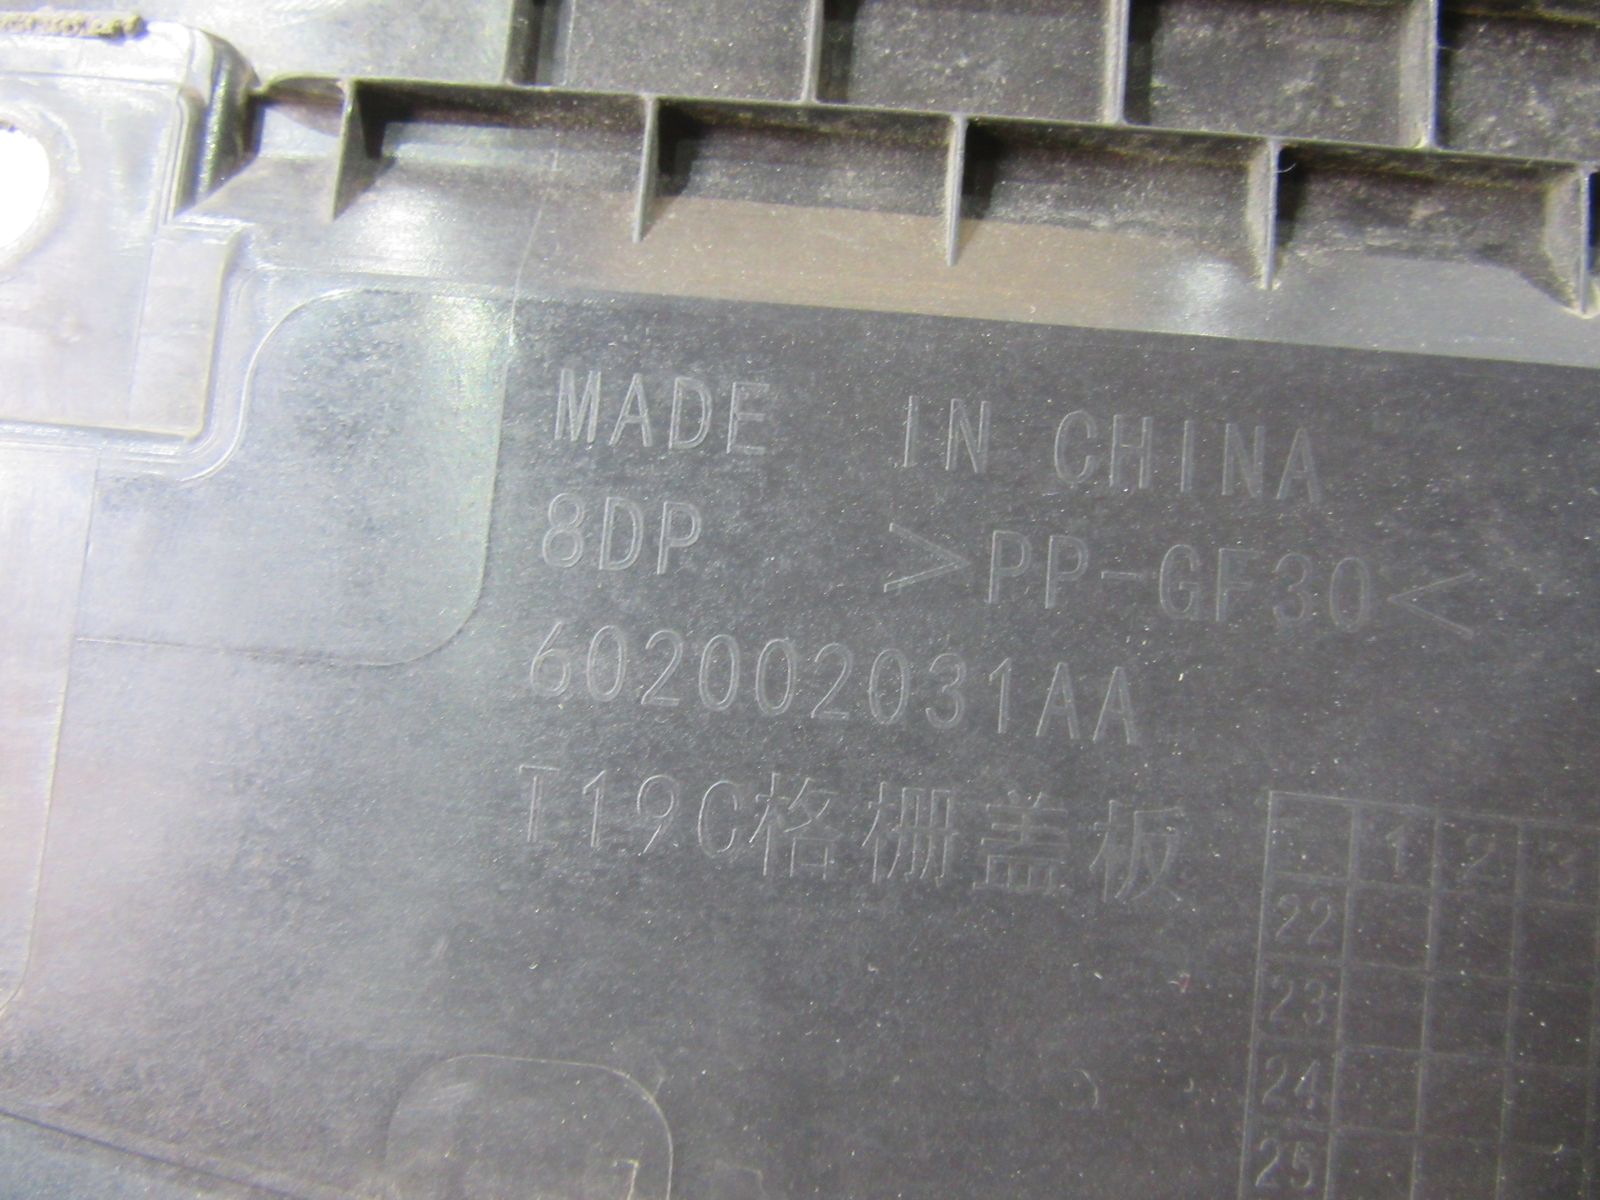 MADE IN CHINA
8DP >PP-GF30<
602002031AA
T19C格栅盖板
1 2 3
22
23
24
25